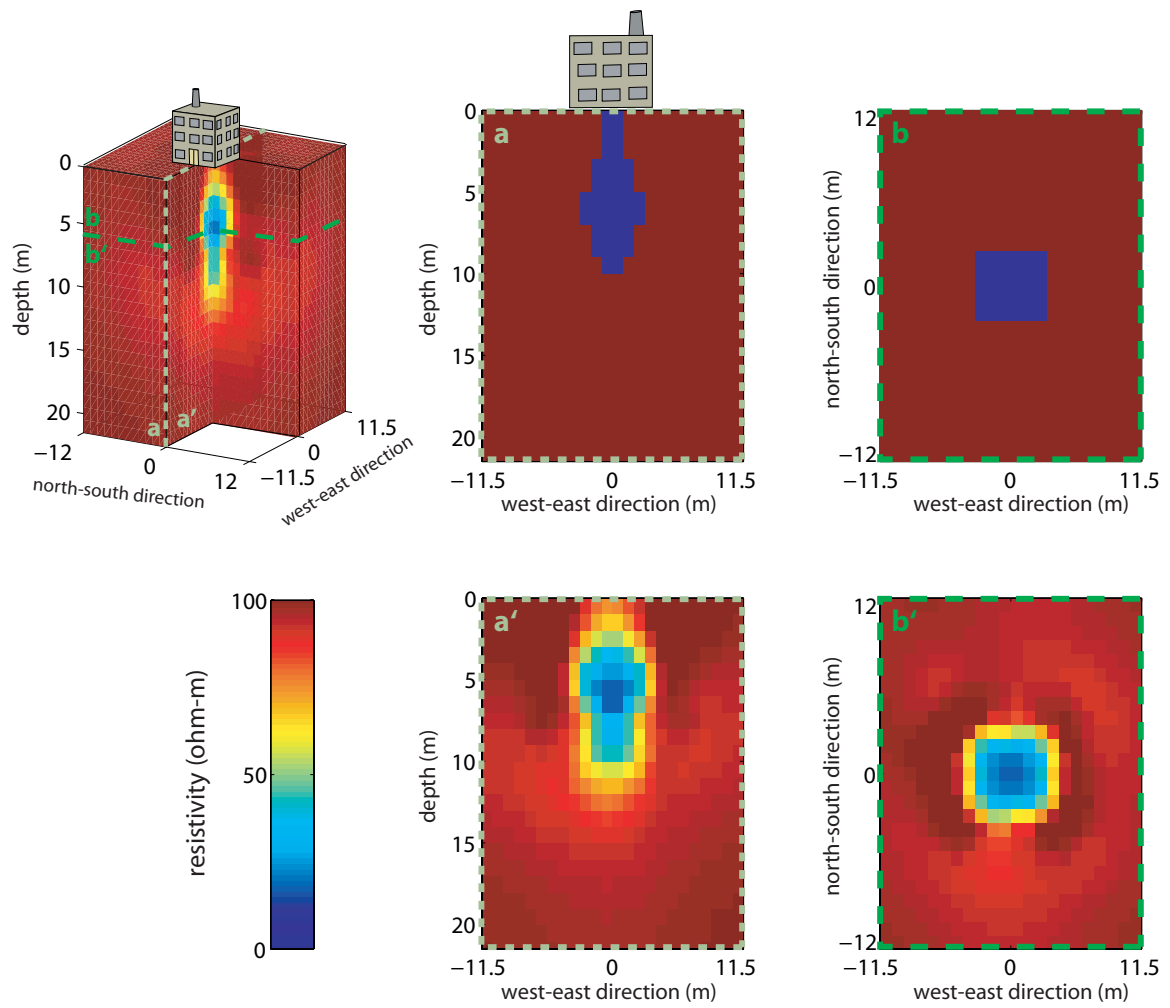 0
5
10
15
20
depth (m)
b
b'
a
a'
−12
0
12
north-south direction
−11.5
0
11.5
west-east direction
a
0
5
10
15
20
depth (m)
−11.5
0
11.5
west-east direction (m)
b
12
0
−12
north-south direction (m)
−11.5
0
11.5
west-east direction (m)
100
50
0
resistivity (ohm-m)
a‘
0
5
10
15
20
depth (m)
−11.5
0
11.5
west-east direction (m)
b‘
12
0
−12
north-south direction (m)
−11.5
0
11.5
west-east direction (m)